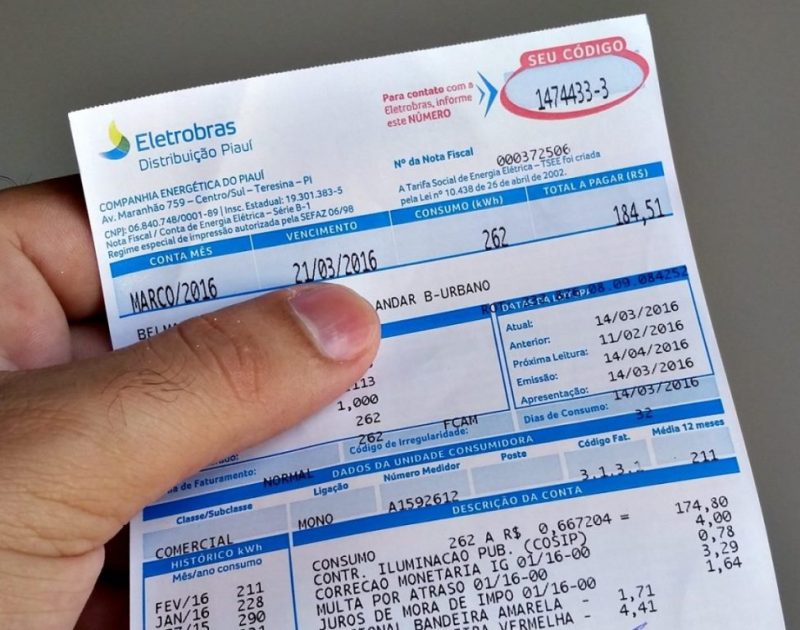 SEU CÓDIGO
1474433-3
Para contato com a
Eletrobras, informe
este NÚMERO
Eletrobras
Distribuição Piauí
COMPANHIA ENERGÉTICA DO PIAUÍ
Av. Maranhão 759 – Centro/Sul – Teresina – PI
CNPJ: 06.840.748/0001-89 | Insc. Estadual: 19.301.383-5
Nota Fiscal / Conta de Energia Elétrica – Série B-1
Regime especial de impressão autorizada pela SEFAZ 06/98
Nº da Nota Fiscal 000372506
A Tarifa Social de Energia Elétrica – TSEE foi criada
pela Lei nº 10.438 de 26 de abril de 2002.
CONTA MÊS VENCIMENTO CONSUMO (kWh) TOTAL A PAGAR (R$)
MARCO/2016 21/03/2016 262 184,51
ANDAR B-URBANO
08.09.084252
Atual: 14/03/2016
Anterior: 11/02/2016
Próxima Leitura: 14/04/2016
Emissão: 14/03/2016
Apresentação: 14/03/2016
Dias de Consumo: 32
1,000
262
262 FCAM
Código de Irregularidade:
de Faturamento: NORMAL
DADOS DA UNIDADE CONSUMIDORA
Classe/Subclasse Ligação Número Medidor Poste Código Fat. Média 12 meses
COMERCIAL MONO A1592612 3.1.3.1 211
HISTÓRICO kWh
Mês/ano consumo
FEV/16 211
JAN/16 228
290
DESCRIÇÃO DA CONTA
CONSUMO 262 A R$ 0,667204 = 174,80
CONTR. ILUMINACAO PUB. (COSIP) 4,00
CORRECAO MONETARIA IG 01/16-00 0,78
MULTA POR ATRASO 01/16-00 3,29
JUROS DE MORA DE IMPO 01/16-00 1,64
BANDEIRA AMARELA - 1,71
VERMELHA - 4,41